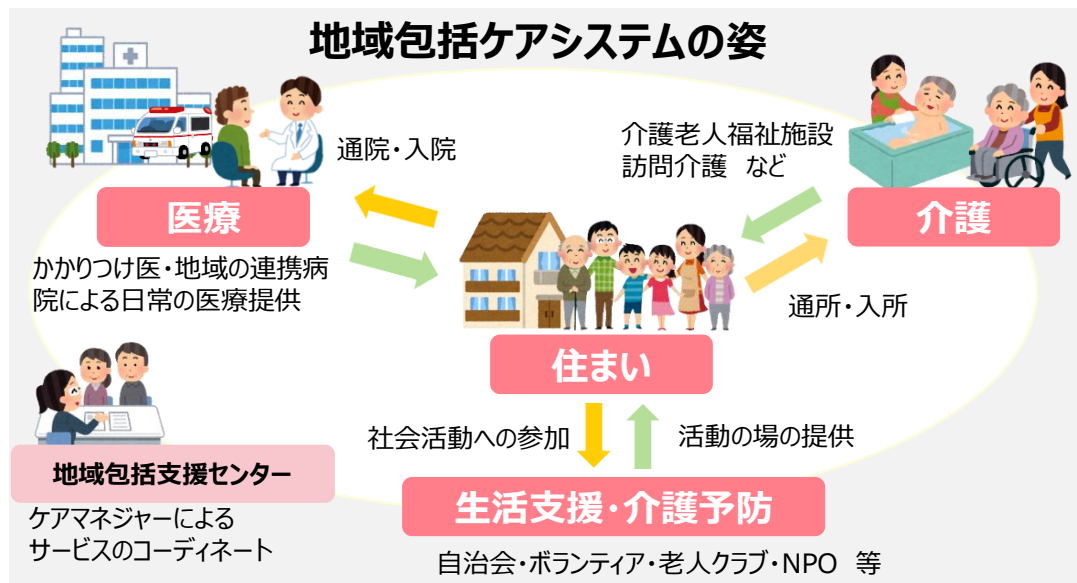 地域包括ケアシステムの姿
通院・入院
介護老人福祉施設
訪問介護　など
医療
介護
かかりつけ医・地域の連携病
院による日常の医療提供
通所・入所
住まい
社会活動への参加
活動の場の提供
地域包括支援センター
ケアマネジャーによる
サービスのコーディネート
生活支援・介護予防
自治会・ボランティア・老人クラブ・NPO　等